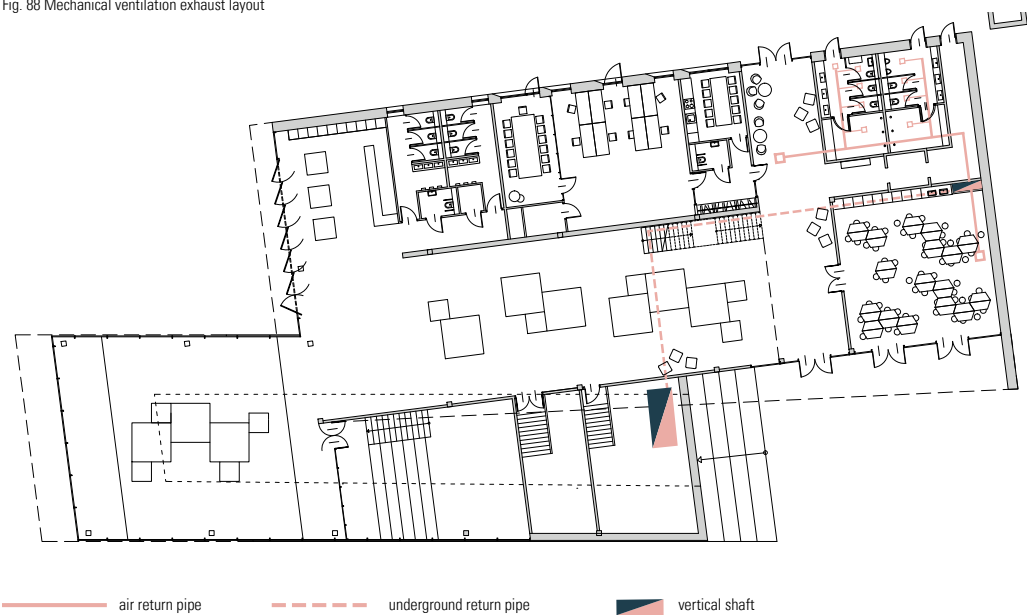 Fig. 88 Mechanical ventilation exhaust layout
air return pipe
underground return pipe
vertical shaft